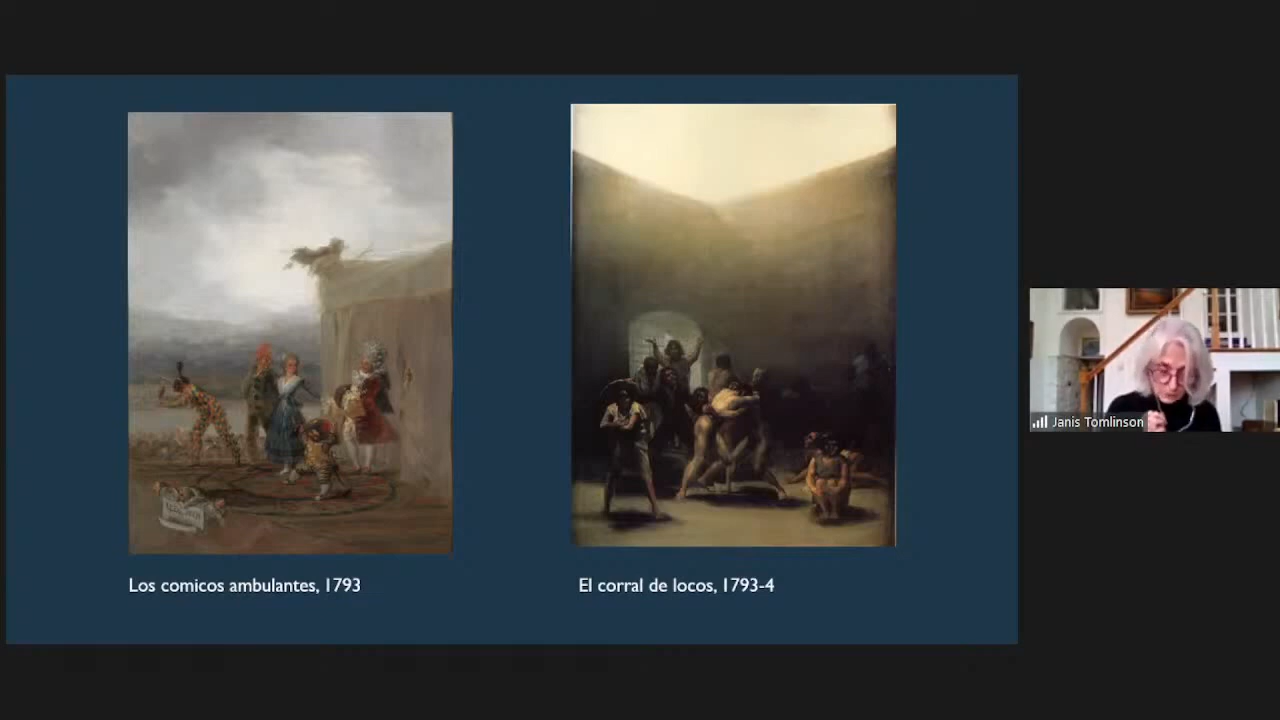 Los comicos ambulantes, 1793
El corral de locos, 1793-4
Janis Tomlinson